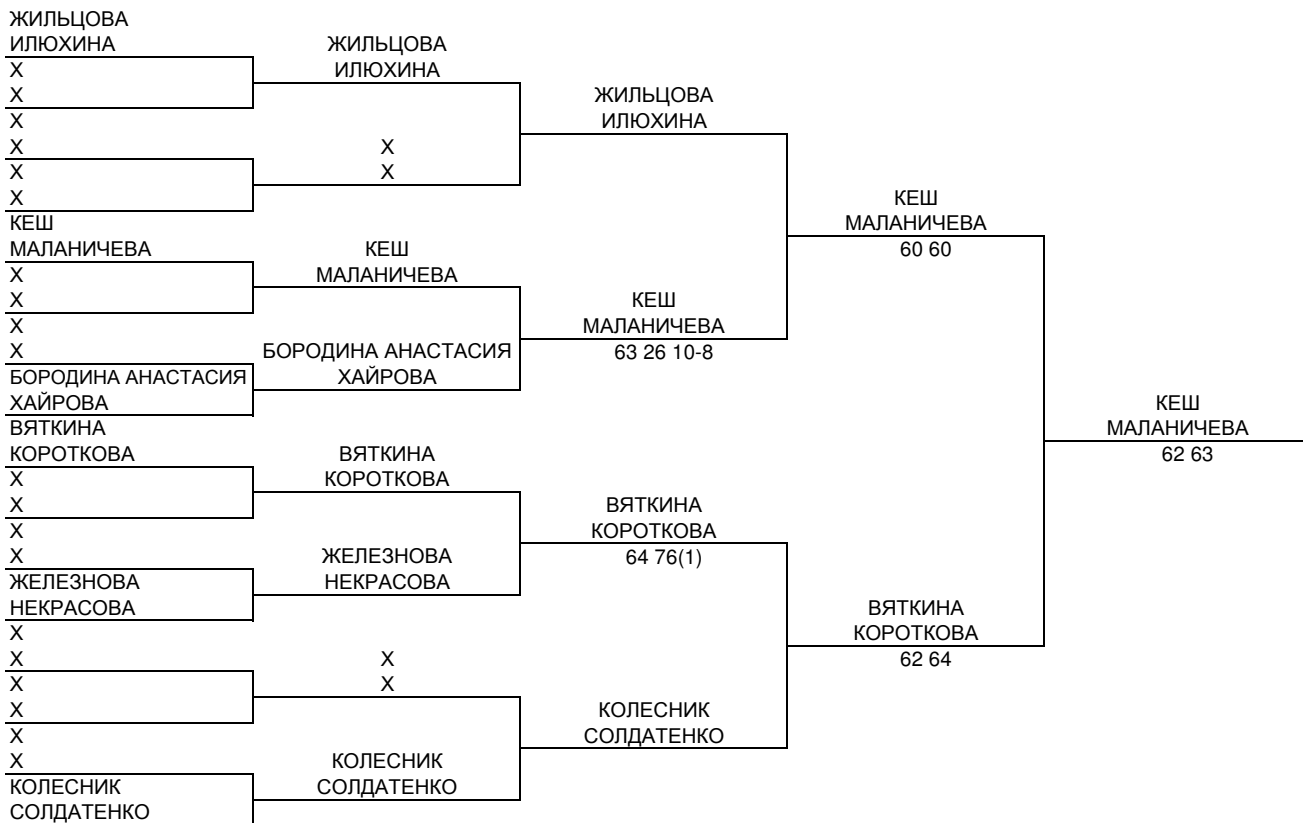 ЖИЛЬЦОВА
ИЛЮХИНА
X
X
X
X
X
X
КЕШ
МАЛАНИЧЕВА
X
X
X
X
БОРОДИНА АНАСТАСИЯ
ХАЙРОВА
ВЯТКИНА
КОРОТКОВА
X
X
X
X
ЖЕЛЕЗНОВА
НЕКРАСОВА
X
X
X
X
X
X
КОЛЕСНИК
СОЛДАТЕНКО
ЖИЛЬЦОВА
ИЛЮХИНА
X
X
КЕШ
МАЛАНИЧЕВА
БОРОДИНА АНАСТАСИЯ
ХАЙРОВА
ВЯТКИНА
КОРОТКОВА
ЖЕЛЕЗНОВА
НЕКРАСОВА
X
X
КОЛЕСНИК
СОЛДАТЕНКО
ЖИЛЬЦОВА
ИЛЮХИНА
КЕШ
МАЛАНИЧЕВА
63 26 10-8
ВЯТКИНА
КОРОТКОВА
64 76(1)
КОЛЕСНИК
СОЛДАТЕНКО
КЕШ
МАЛАНИЧЕВА
60 60
ВЯТКИНА
КОРОТКОВА
62 64
КЕШ
МАЛАНИЧЕВА
62 63